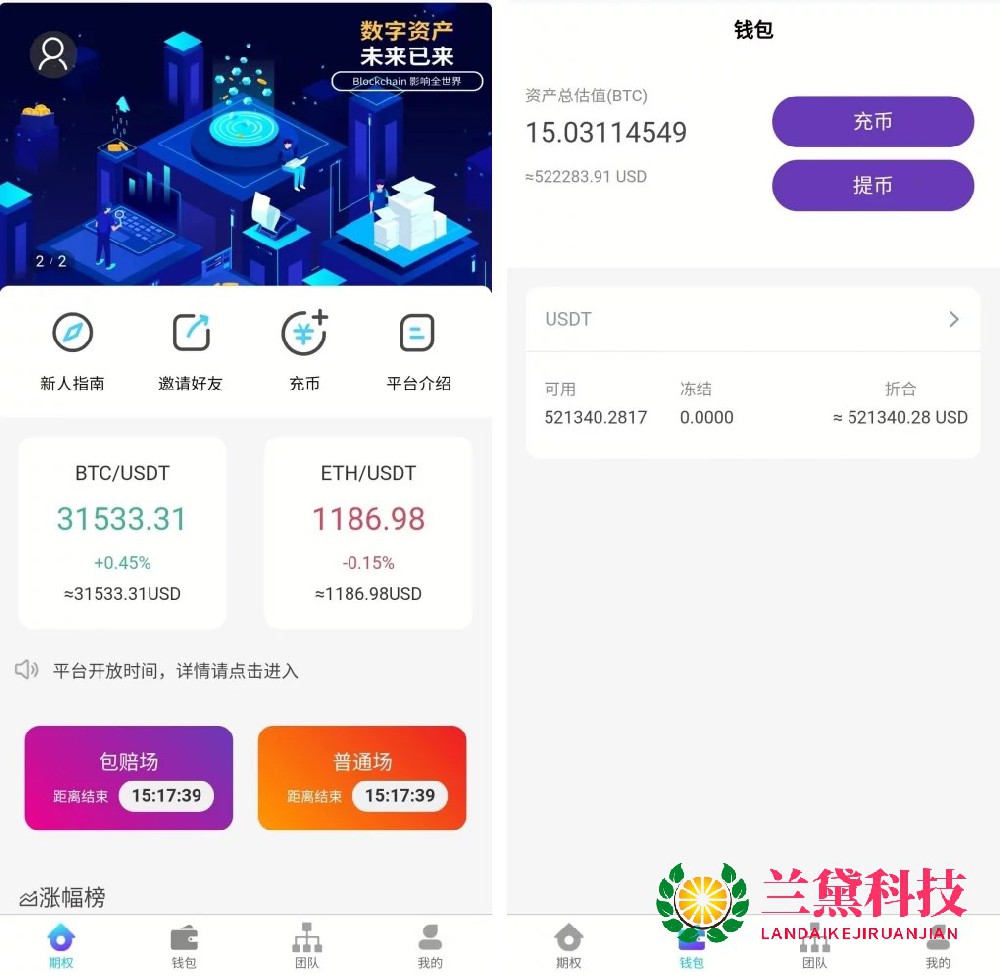 数字资产
未来已来
Blockchain 影响全世界
2 / 2
新人指南
邀请好友
充币
平台介绍
BTC/USDT
31533.31
+0.45%
≈31533.31USD
ETH/USDT
1186.98
-0.15%
≈1186.98USD
平台开放时间，详情请点击进入
包赔场
距离结束 15:17:39
普通场
距离结束 15:17:39
涨幅榜
期权
钱包
团队
我的
钱包
资产总估值(BTC)
15.03114549
≈522283.91 USD
充币
提币
USDT
可用
521340.2817
冻结
0.0000
折合
≈ 521340.28 USD
兰黛科技
LANDAIKEJIRUANJIAN
期权
钱包
团队
我的